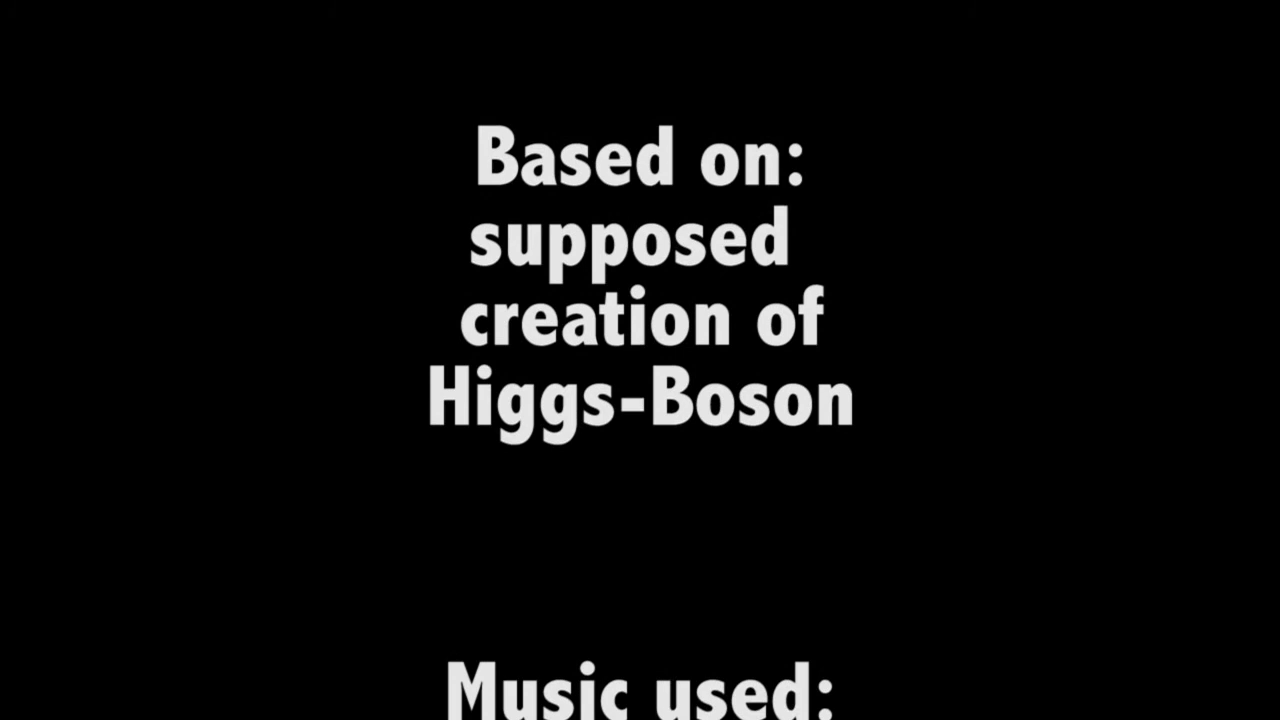 Based on:
supposed
creation of
Higgs-Boson
Music used: